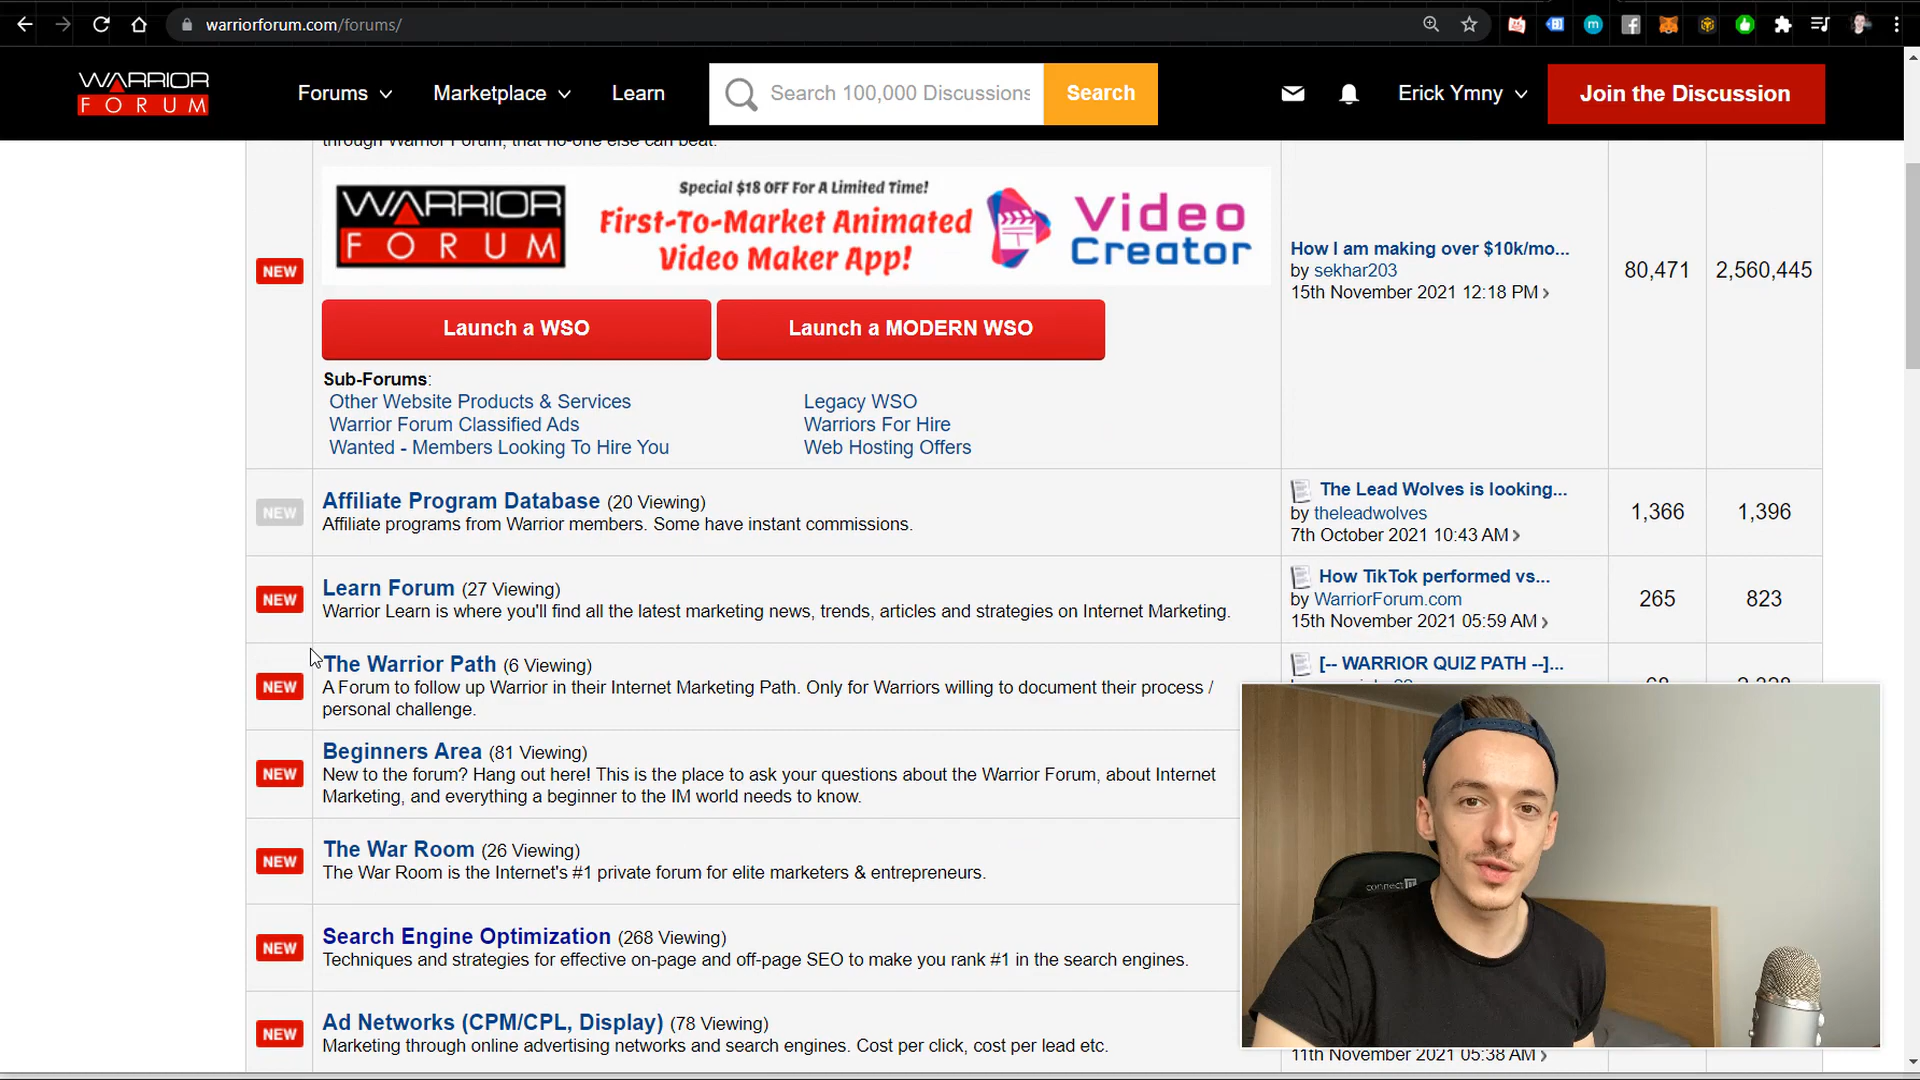 warriorforum.com/forums/
WARRIOR
FORUM
Forums
Marketplace
Learn
Search 100,000 Discussions
Search
Erick Ymny
Join the Discussion
through Warrior Forum, that no-one else can beat.
WARRIOR
FORUM
Special $18 OFF For A Limited Time!
First-To-Market Animated
Video Maker App!
Video
Creator
NEW
How I am making over $10k/mo...
by sekhar203
15th November 2021 12:18 PM
80,471
2,560,445
Launch a WSO
Launch a MODERN WSO
Sub-Forums:
Other Website Products & Services
Legacy WSO
Warrior Forum Classified Ads
Warriors For Hire
Wanted - Members Looking To Hire You
Web Hosting Offers
NEW
Affiliate Program Database (20 Viewing)
Affiliate programs from Warrior members. Some have instant commissions.
The Lead Wolves is looking...
by theleadwolves
7th October 2021 10:43 AM
1,366
1,396
NEW
Learn Forum (27 Viewing)
Warrior Learn is where you'll find all the latest marketing news, trends, articles and strategies on Internet Marketing.
How TikTok performed vs...
by WarriorForum.com
15th November 2021 05:59 AM
265
823
NEW
The Warrior Path (6 Viewing)
A Forum to follow up Warrior in their Internet Marketing Path. Only for Warriors willing to document their process /
personal challenge.
[-- WARRIOR QUIZ PATH --]...
NEW
Beginners Area (81 Viewing)
New to the forum? Hang out here! This is the place to ask your questions about the Warrior Forum, about Internet
Marketing, and everything a beginner to the IM world needs to know.
NEW
The War Room (26 Viewing)
The War Room is the Internet's #1 private forum for elite marketers & entrepreneurs.
NEW
Search Engine Optimization (268 Viewing)
Techniques and strategies for effective on-page and off-page SEO to make you rank #1 in the search engines.
NEW
Ad Networks (CPM/CPL, Display) (78 Viewing)
Marketing through online advertising networks and search engines. Cost per click, cost per lead etc.
11th November 2021 05:38 AM
connect IT